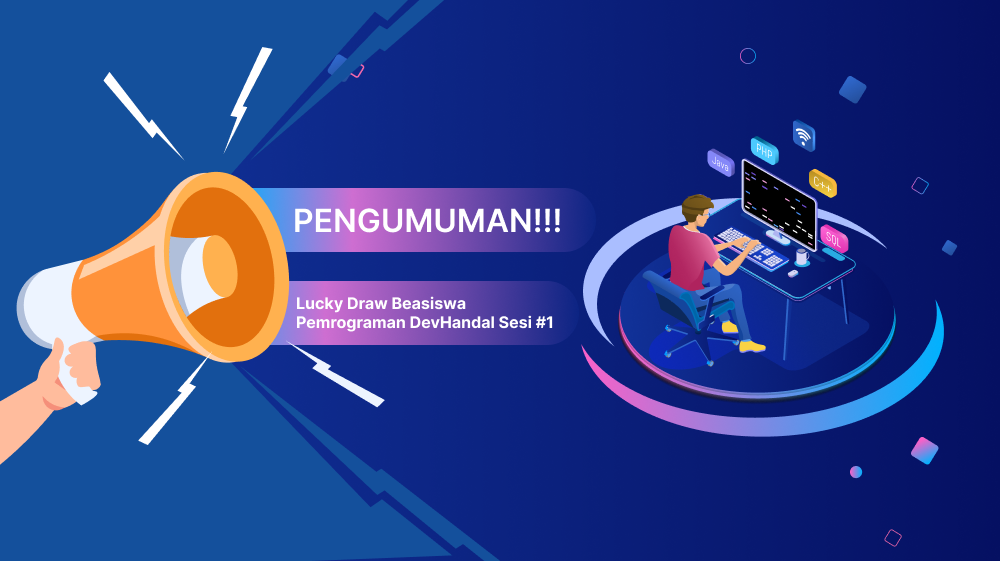 PENGUMUMAN!!!
Lucky Draw Beasiswa
Pemrograman DevHandal Sesi #1
Java
PHP
C++
SQL